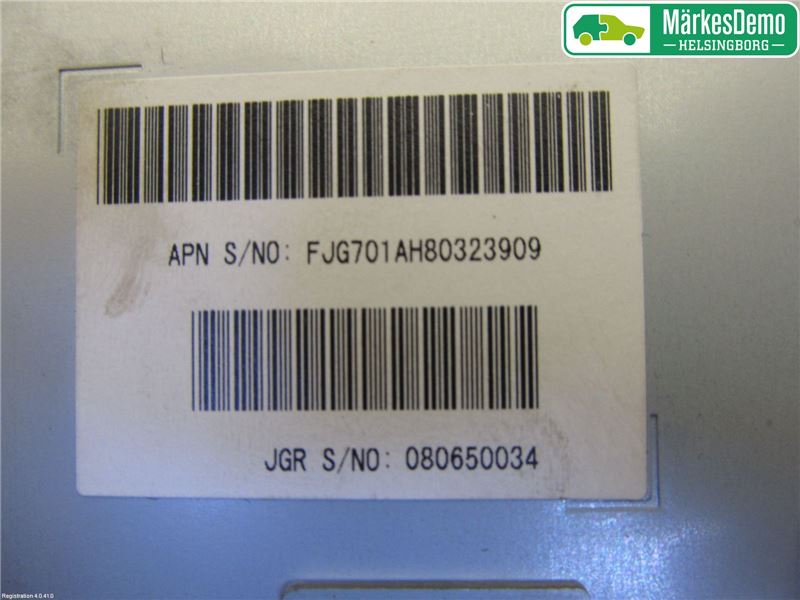 MärkesDemo
HELSINGBORG
APN S/NO: FJG701AH80323909
JGR S/NO: 080650034
Registration 4.0.41.0